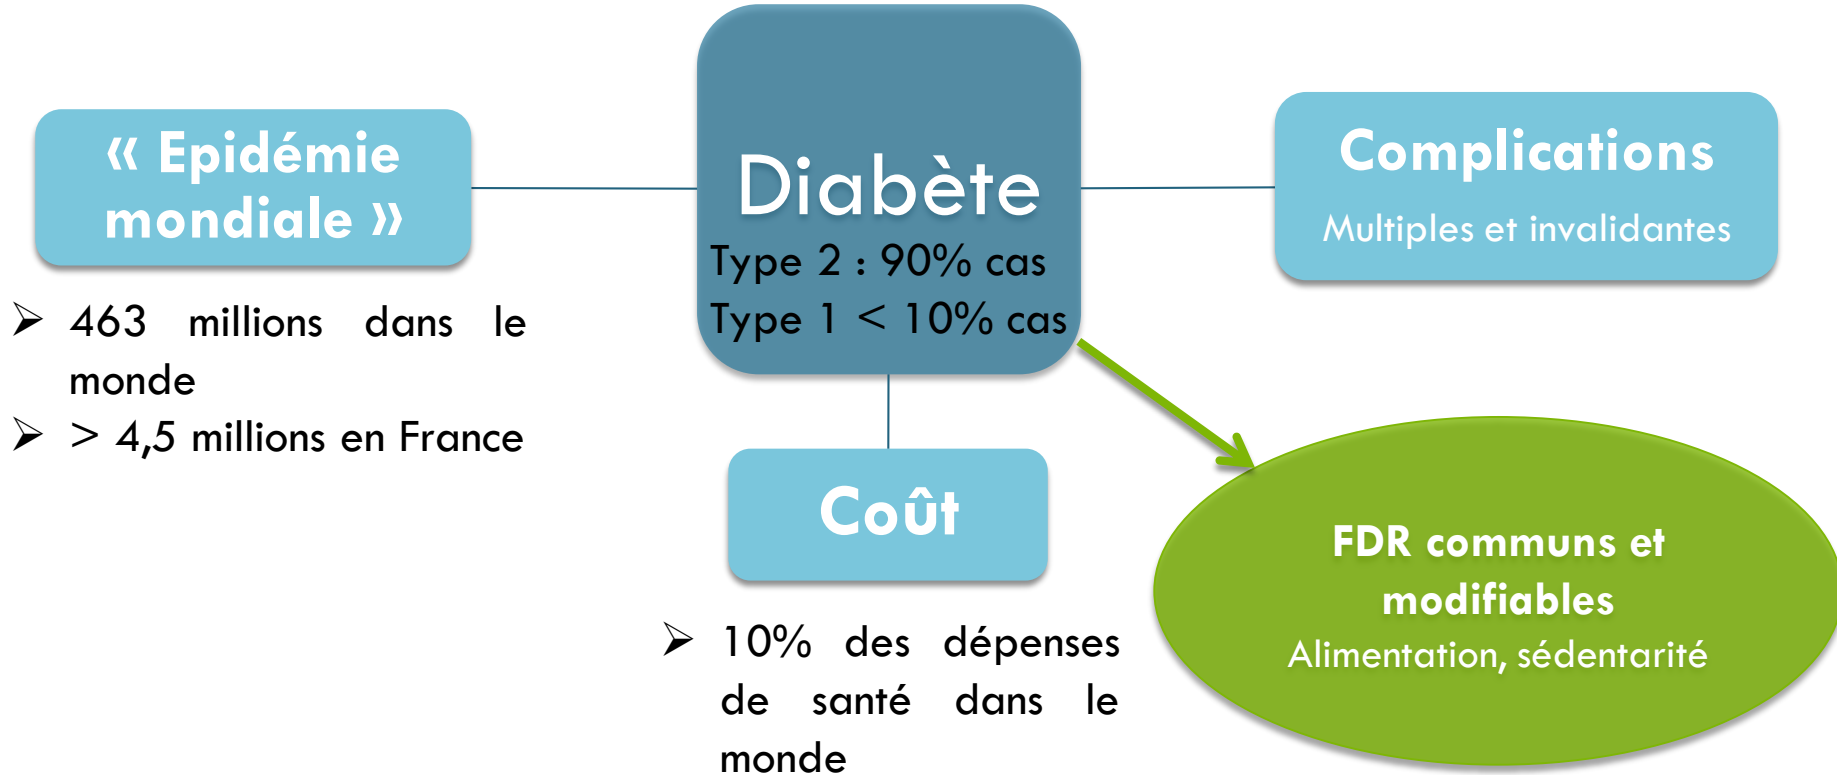 « Epidémie
mondiale »
➢ 463 millions dans le
monde
➢ > 4,5 millions en France
Diabète
Type 2 : 90% cas
Type 1 < 10% cas
Complications
Multiples et invalidantes
Coût
➢ 10% des dépenses
de santé dans le
monde
FDR communs et
modifiables
Alimentation, sédentarité